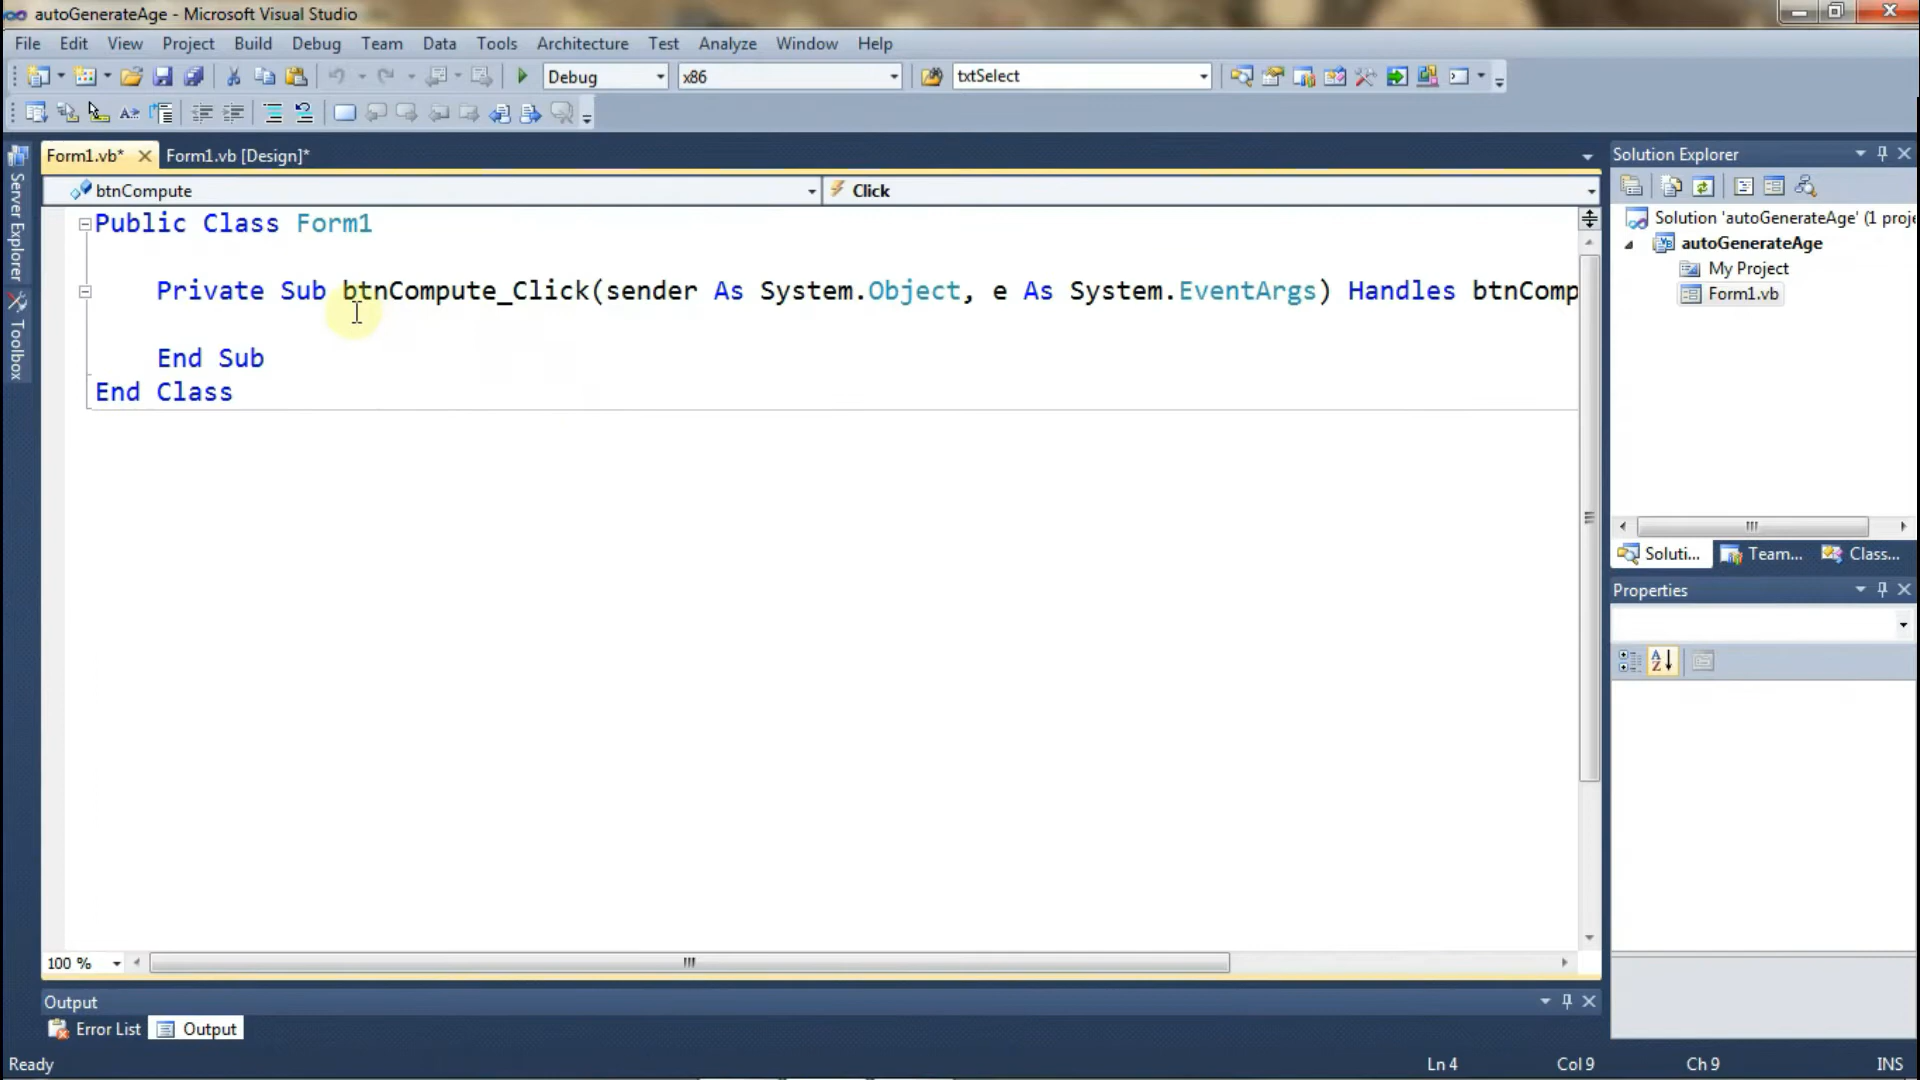 autoGenerateAge - Microsoft Visual Studio
File Edit View Project Build Debug Team Data Tools Architecture Test Analyze Window Help
Debug x86 txtSelect
Form1.vb* Form1.vb [Design]*
btnCompute Click
Public Class Form1
Private Sub btnCompute_Click(sender As System.Object, e As System.EventArgs) Handles btnComp
End Sub
End Class
100 %
Output
Error List Output
Ready Ln 4 Col 9 Ch 9 INS
Server Explorer
Toolbox
Solution Explorer
Solution 'autoGenerateAge' (1 proje
autoGenerateAge
My Project
Form1.vb
Soluti... Team... Class...
Properties